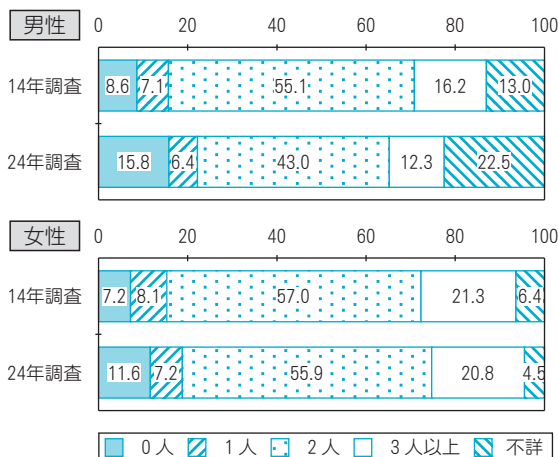 男性 0 20 40 60 80 100
14年調査 8.6 7.1 55.1 16.2 13.0
24年調査 15.8 6.4 43.0 12.3 22.5
女性 0 20 40 60 80 100
14年調査 7.2 8.1 57.0 21.3 6.4
24年調査 11.6 7.2 55.9 20.8 4.5
0人 1人 2人 3人以上 不詳